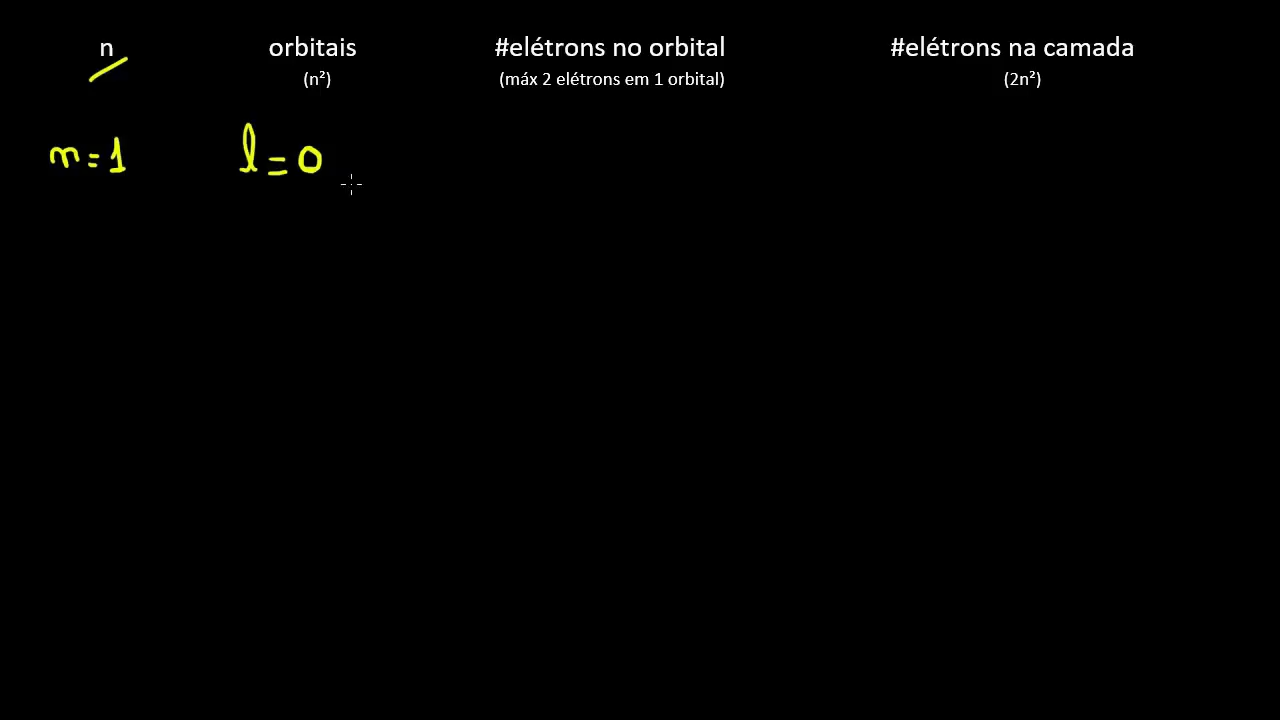 n orbitais #elétrons no orbital #elétrons na camada
(n²) (máx 2 elétrons em 1 orbital) (2n²)
n = 1 l = 0